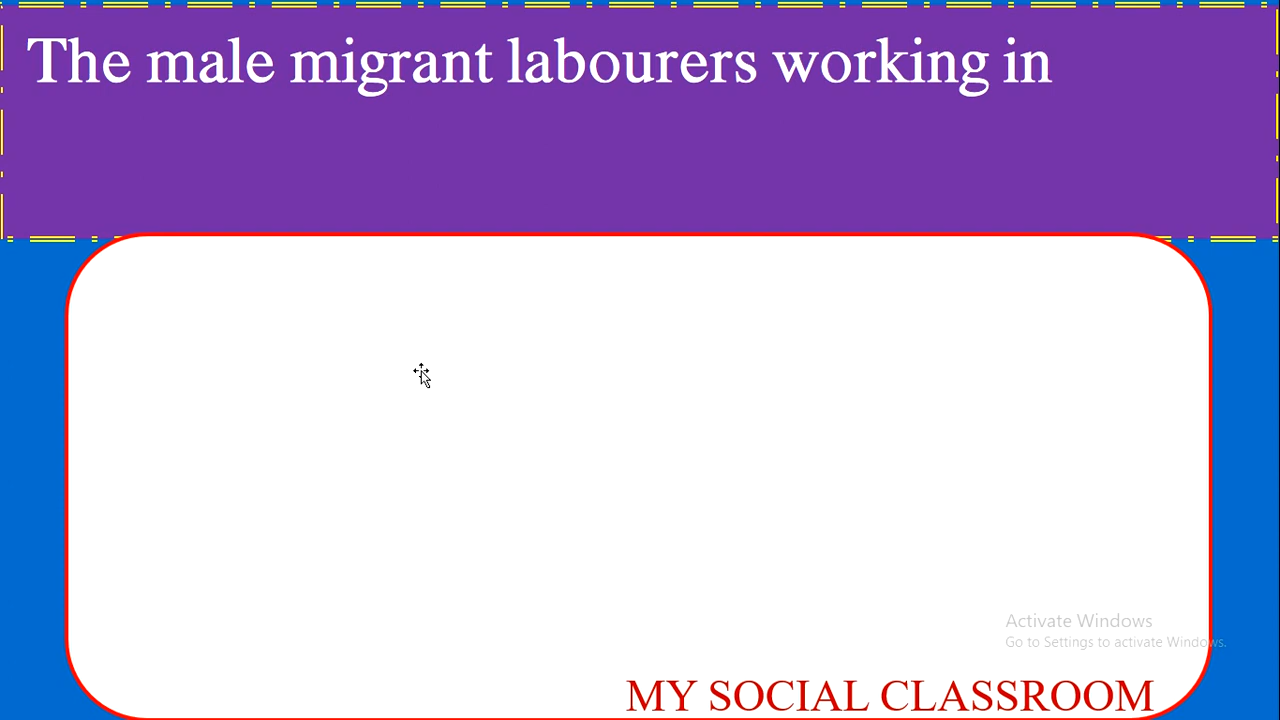 The male migrant labourers working in
Activate Windows
Go to Settings to activate Windows.
MY SOCIAL CLASSROOM